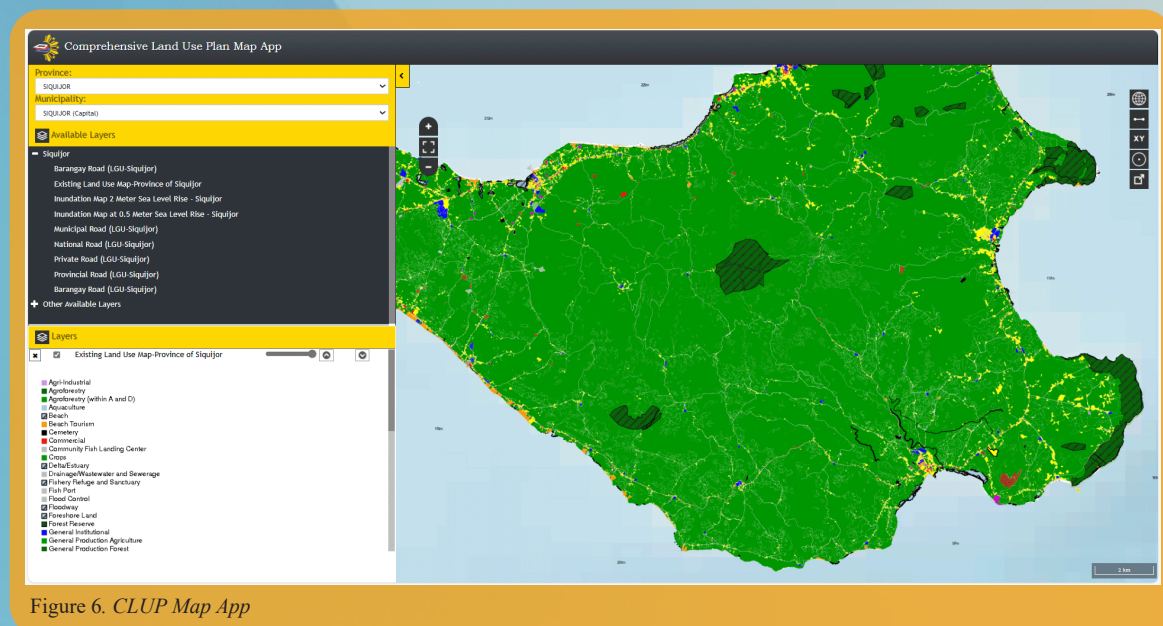 Comprehensive Land Use Plan Map App
Province:
SIQUIJOR
Municipality:
SIQUIJOR (Capital)
Available Layers
Siquijor
Barangay Road (LGU-Siquijor)
Existing Land Use Map-Province of Siquijor
Inundation Map 2 Meter Sea Level Rise - Siquijor
Inundation Map at 0.5 Meter Sea Level Rise - Siquijor
Municipal Road (LGU-Siquijor)
National Road (LGU-Siquijor)
Private Road (LGU-Siquijor)
Provincial Road (LGU-Siquijor)
Barangay Road (LGU-Siquijor)
Other Available Layers
Layers
Existing Land Use Map-Province of Siquijor
Agri-Industrial
Agroforestry
Agroforestry (within A and D)
Aquaculture
Beach
Beach Tourism
Cemetery
Commercial
Community Fish Landing Center
Crops
Delta/Estuary
Drainage/Wastewater and Sewerage
Fishery Refuge and Sanctuary
Fish Port
Flood Control
Floodway
Foreshore Land
Forest Reserve
General Institutional
General Production Agriculture
General Production Forest
XY
2 km
Figure 6. CLUP Map App